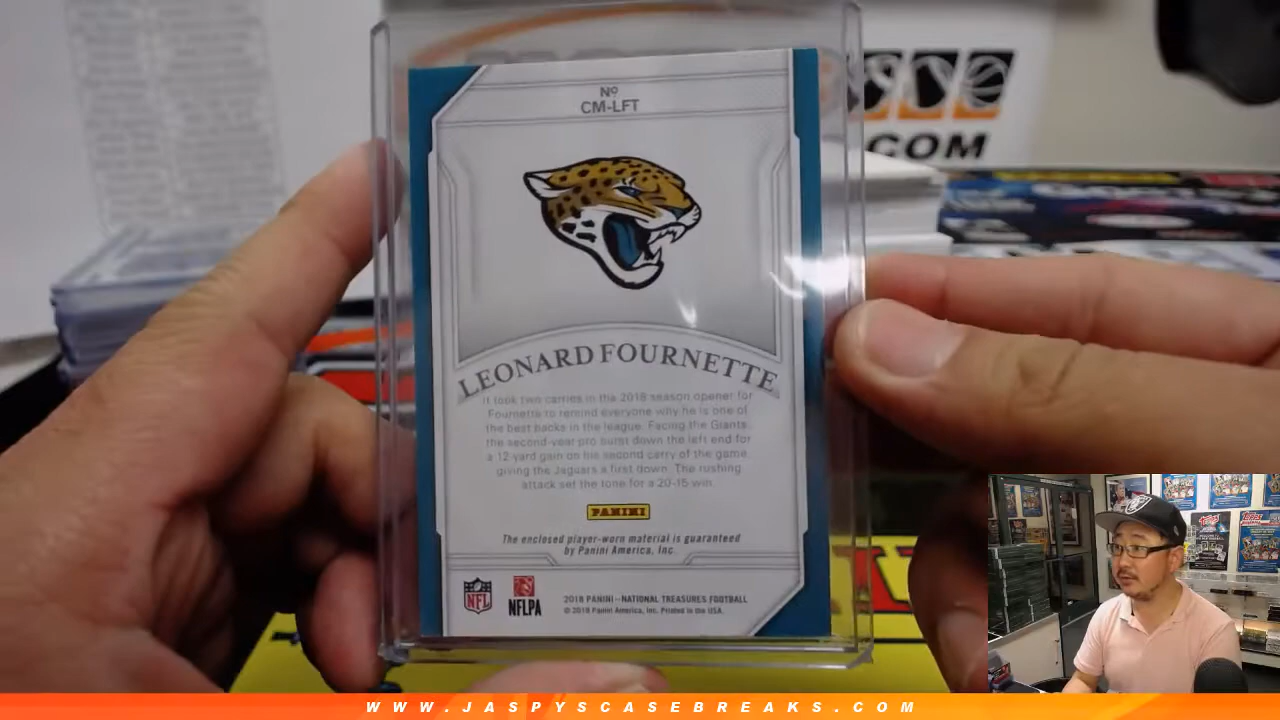 Nº
CM-LFT
.COM
LEONARD FOURNETTE
It took two carries in the 2018 season opener for
Fournette to remind everyone why he is one of
the best backs in the league. Facing the Giants,
the second-year pro burst down the left end for
a 12-yard gain on his second carry of the game
giving the Jaguars a first down. The rushing
attack set the tone for a 20-15 win.
PANINI
The enclosed player-worn material is guaranteed
by Panini America, Inc.
NFL
NFLPA
2018 PANINI – NATIONAL TREASURES FOOTBALL
© 2018 Panini America, Inc. Printed in the USA.
WWW.JASPYSCASEBREAKS.COM